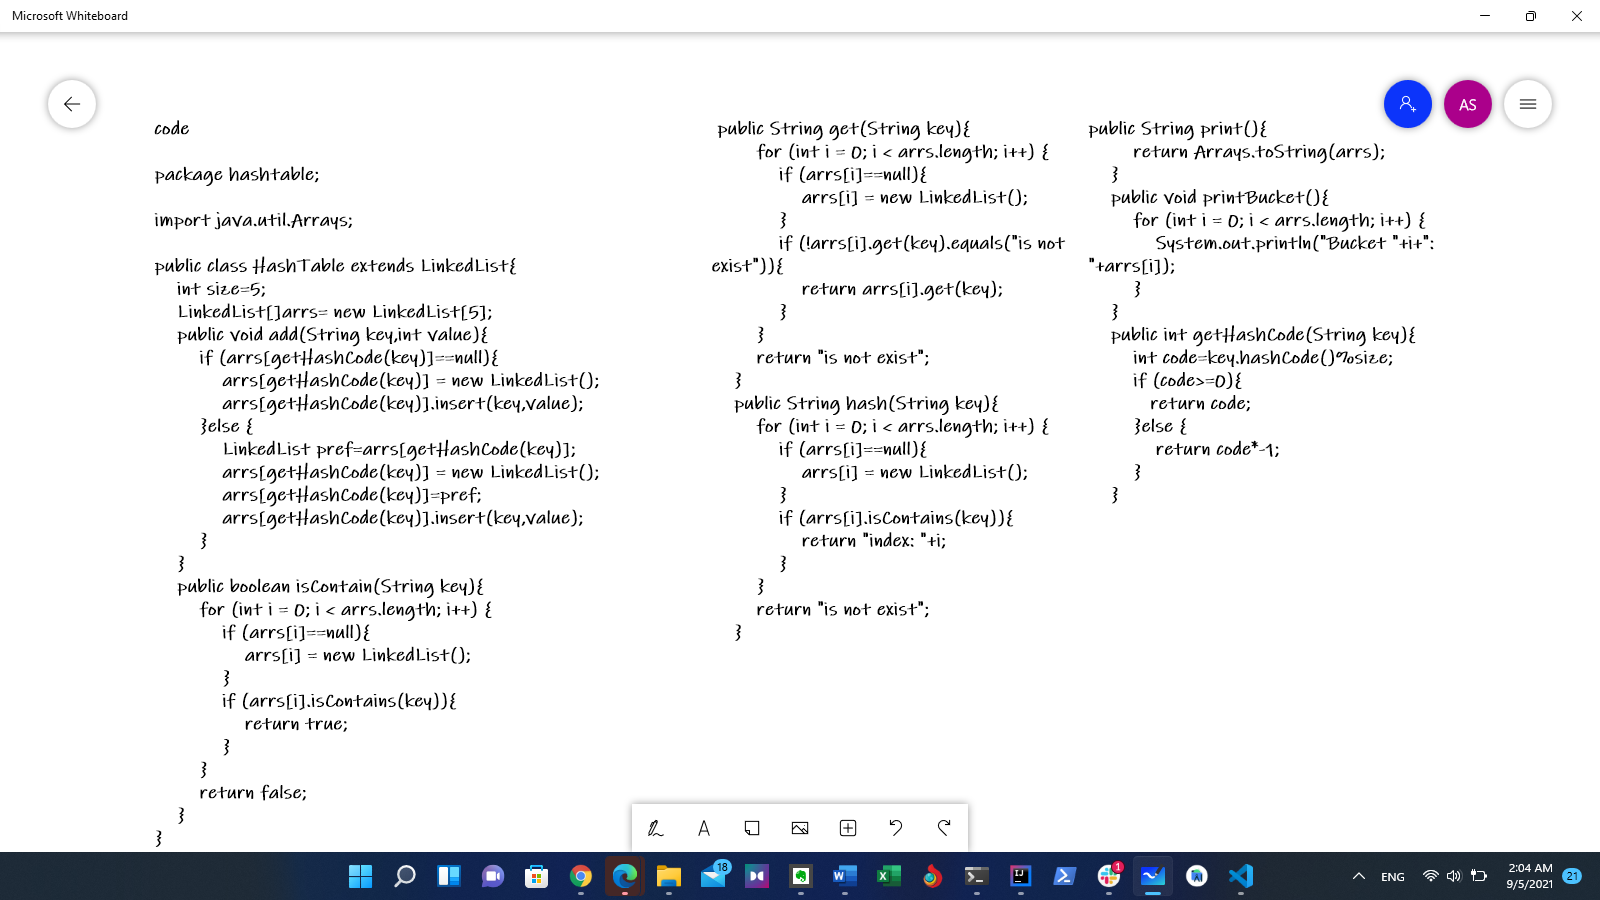 Microsoft Whiteboard
AS
code
package hashtable;
import java.util.Arrays;
public class HashTable extends LinkedList{
int size=5;
LinkedList[]arrs= new LinkedList[5];
public void add(String key,int value){
if (arrs[getHashCode(key)]==null){
arrs[getHashCode(key)] = new LinkedList();
arrs[getHashCode(key)].insert(key,value);
}else {
LinkedList pref=arrs[getHashCode(key)];
arrs[getHashCode(key)] = new LinkedList();
arrs[getHashCode(key)]=pref;
arrs[getHashCode(key)].insert(key,value);
}
}
public boolean isContain(String key){
for (int i = 0; i < arrs.length; i++) {
if (arrs[i]==null){
arrs[i] = new LinkedList();
}
if (arrs[i].isContains(key)){
return true;
}
}
return false;
}
}
public String get(String key){
for (int i = 0; i < arrs.length; i++) {
if (arrs[i]==null){
arrs[i] = new LinkedList();
}
if (!arrs[i].get(key).equals("is not
exist")){
return arrs[i].get(key);
}
}
return "is not exist";
}
public String hash(String key){
for (int i = 0; i < arrs.length; i++) {
if (arrs[i]==null){
arrs[i] = new LinkedList();
}
if (arrs[i].isContains(key)){
return "index: "+i;
}
}
return "is not exist";
}
public String print(){
return Arrays.toString(arrs);
}
public void printBucket(){
for (int i = 0; i < arrs.length; i++) {
System.out.println("Bucket "+i+":
"+arrs[i]);
}
}
public int getHashCode(String key){
int code=key.hashCode()%size;
if (code>=0){
return code;
}else {
return code*-1;
}
}
18
1
ENG
2:04 AM
9/5/2021
21